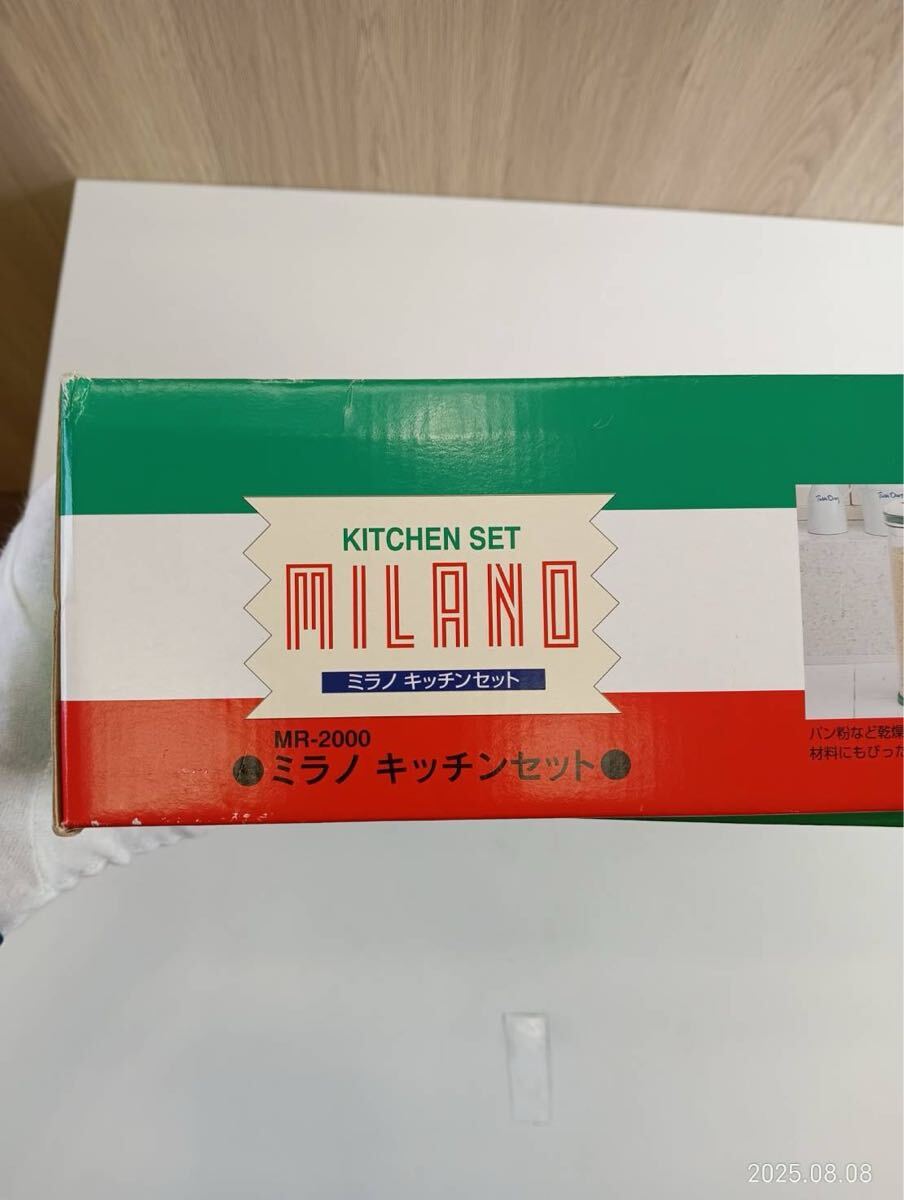 KITCHEN SET
MILANO
ミラノ キッチンセット
MR-2000
●ミラノ キッチンセット●
パン粉など乾燥
材料にもぴった
2025.08.08